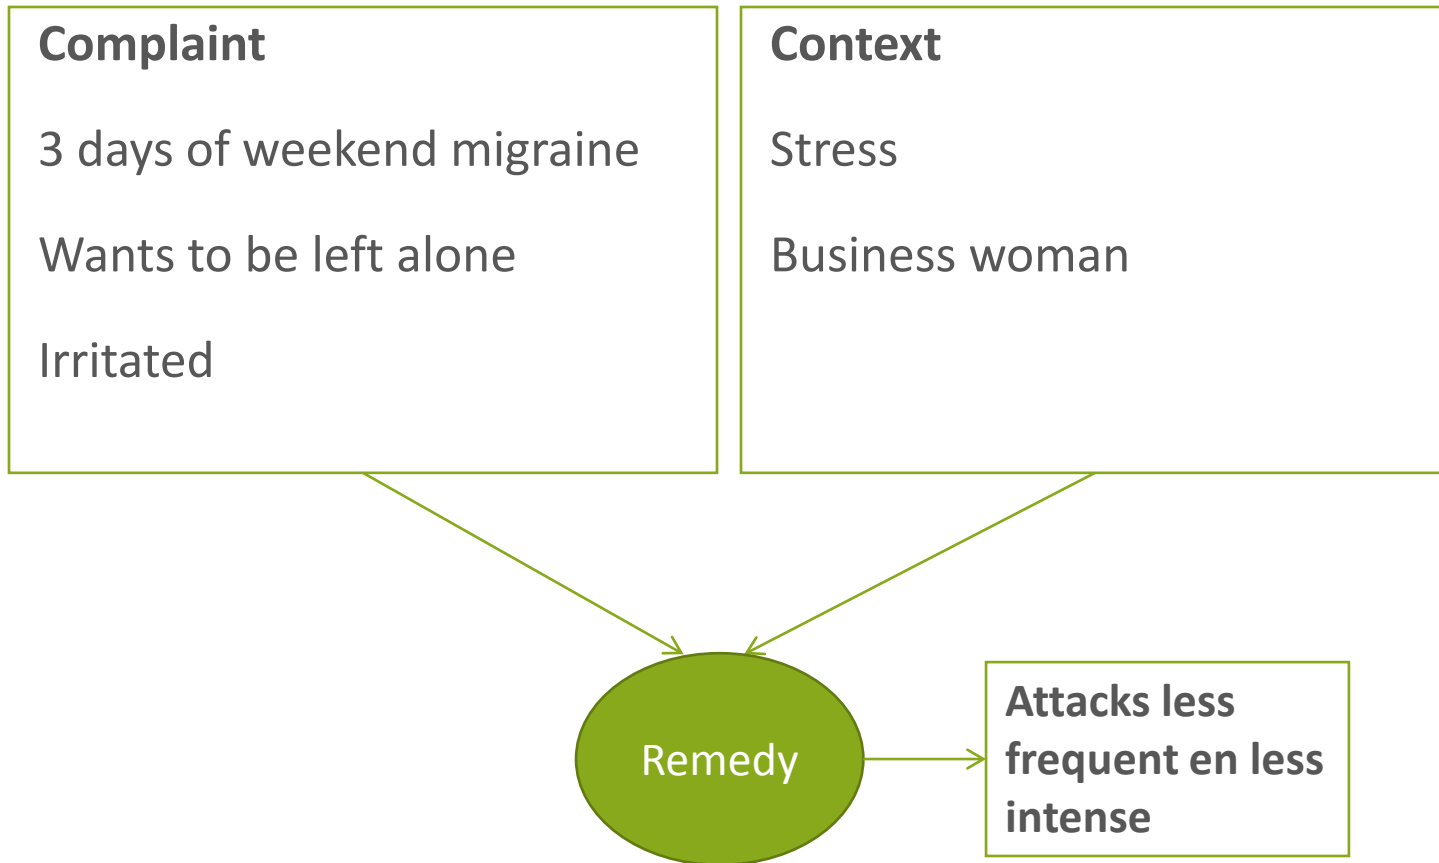 Complaint
3 days of weekend migraine
Wants to be left alone
Irritated
Context
Stress
Business woman
Remedy
Attacks less
frequent en less
intense